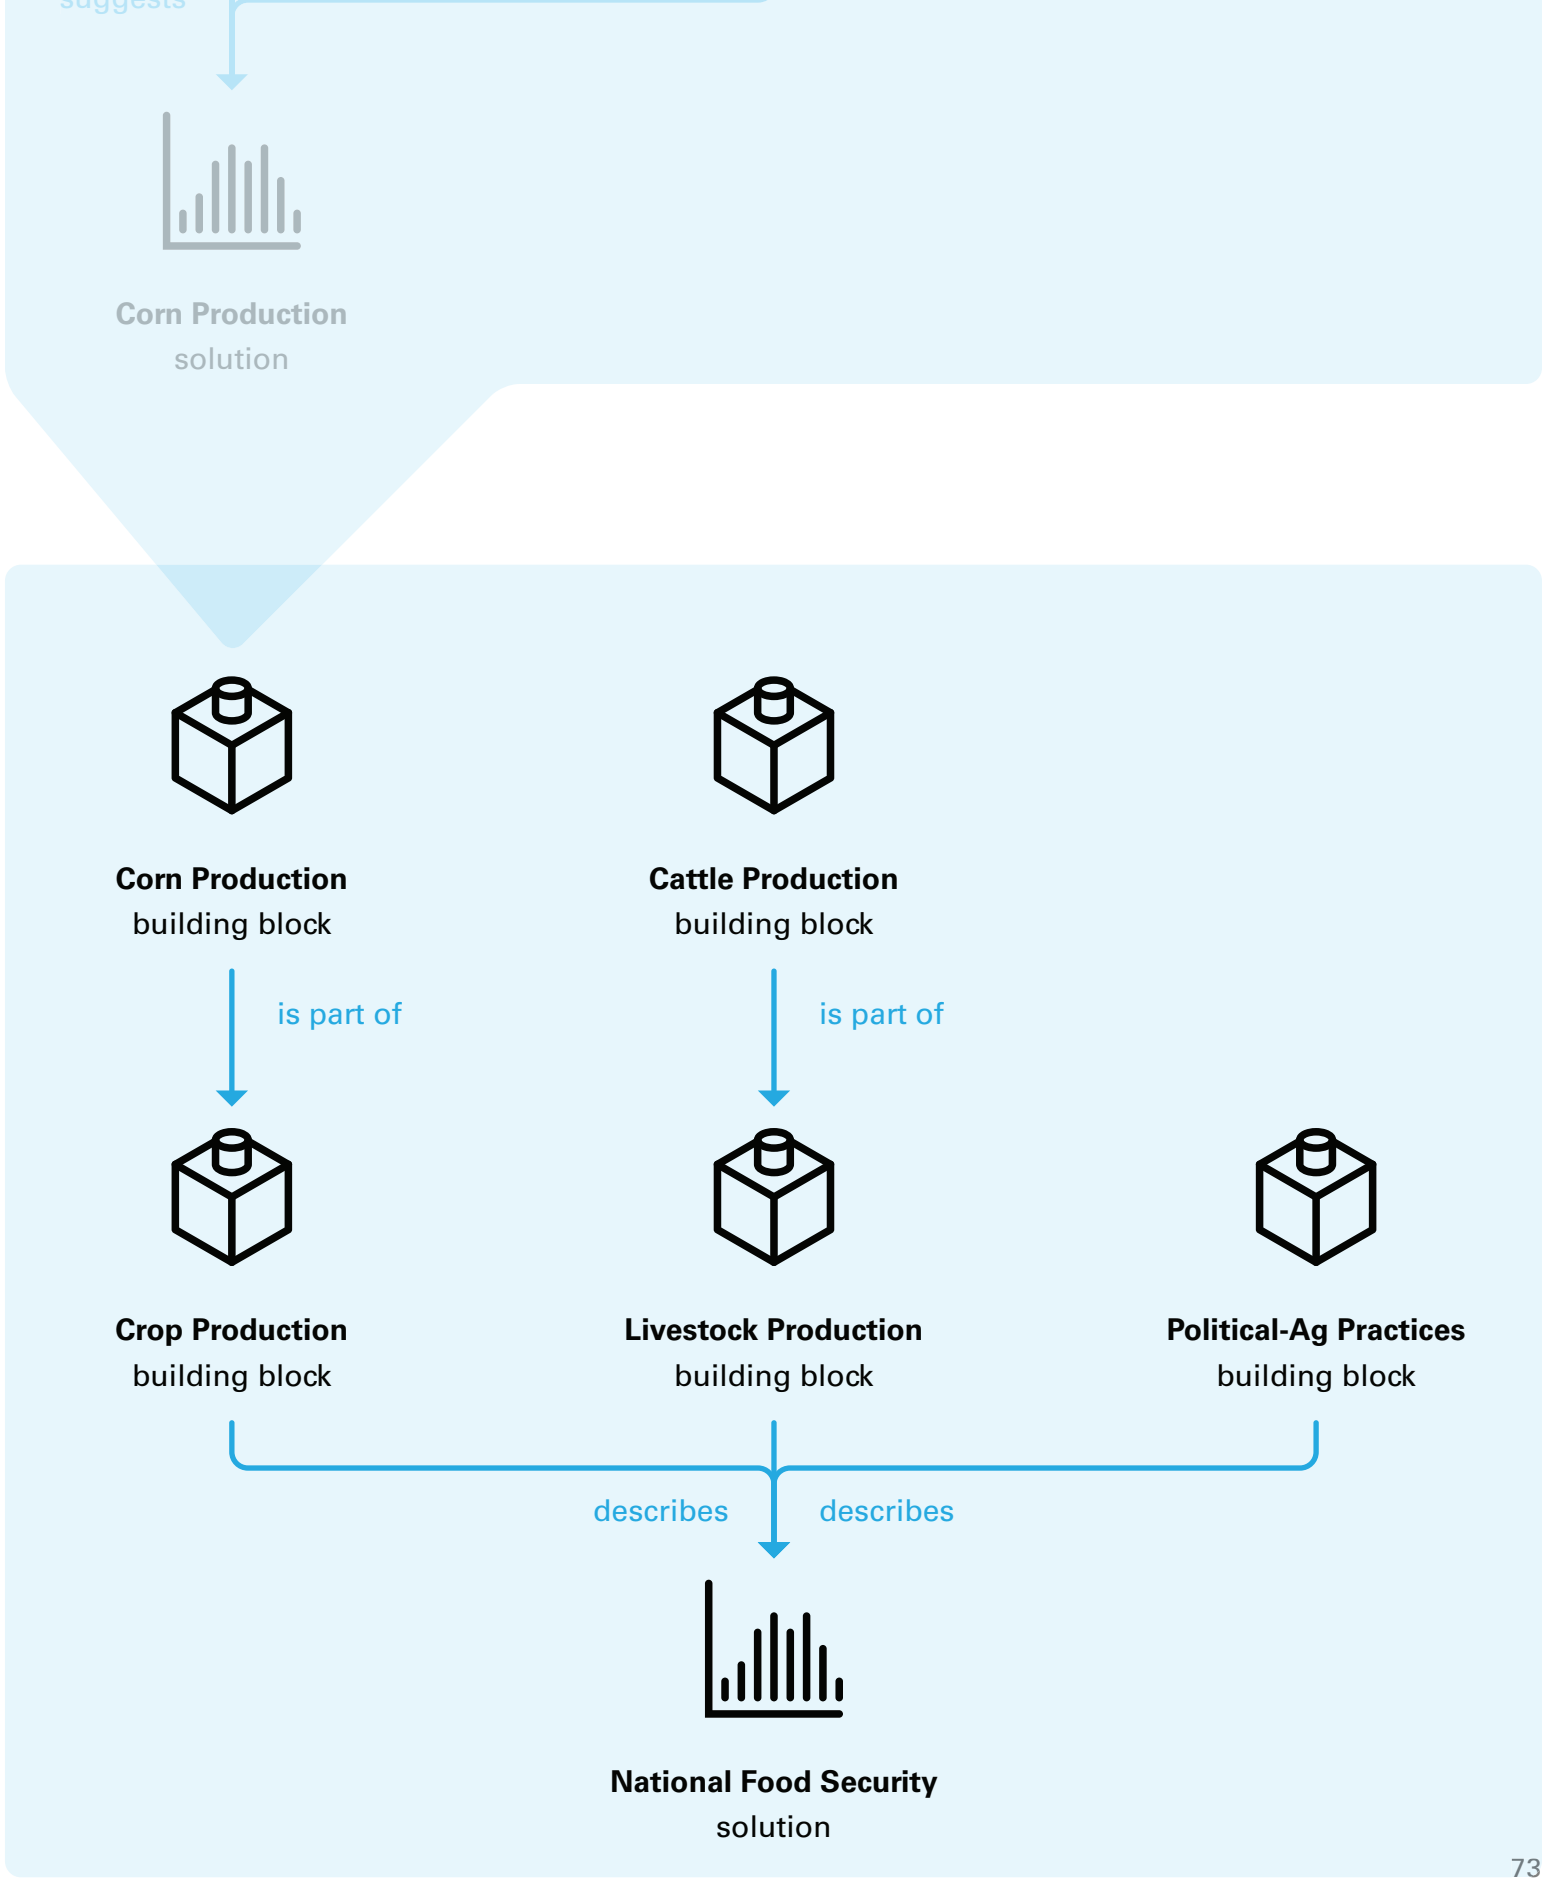 suggests
Corn Production
solution
Corn Production
building block
Cattle Production
building block
is part of
is part of
Crop Production
building block
Livestock Production
building block
Political-Ag Practices
building block
describes
describes
National Food Security
solution
73